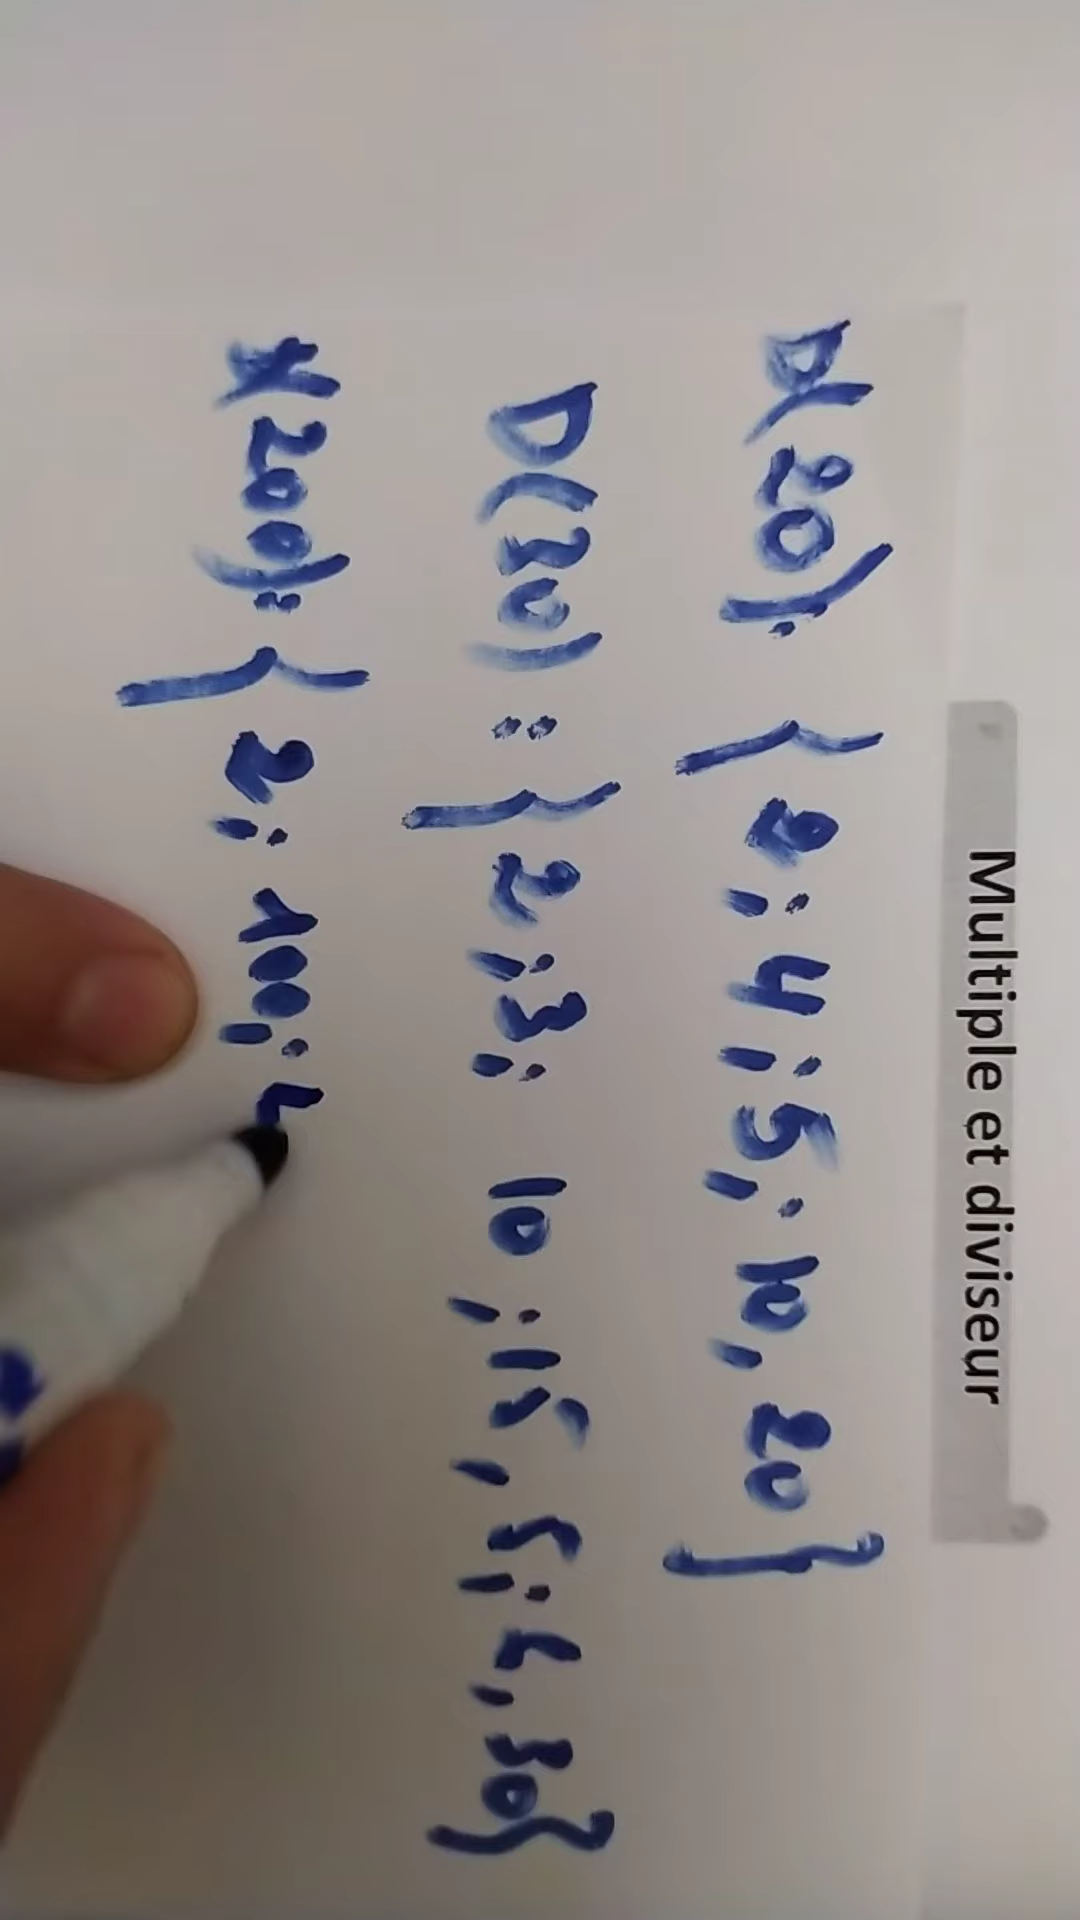 Multiple et diviseur
D(20): {2; 4; 5; 10, 20}
D(30) : {2; 3; 10; 15, 5; 6, 30}
(200): {2; 100;